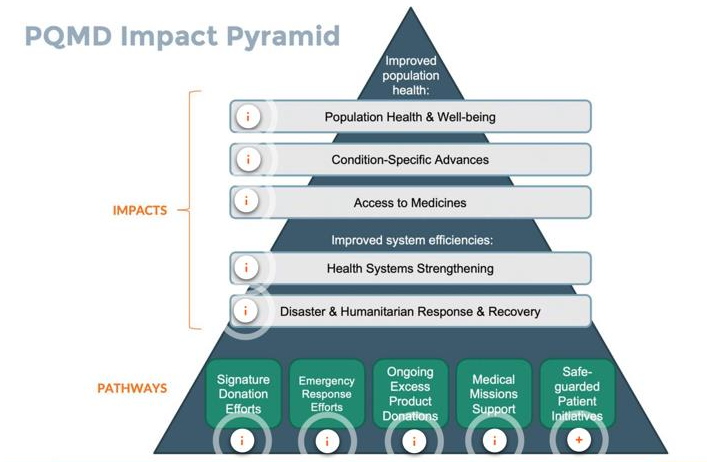 PQMD Impact Pyramid
Improved
population
health:
i
Population Health & Well-being
i
Condition-Specific Advances
i
Access to Medicines
IMPACTS
Improved system efficiencies:
i
Health Systems Strengthening
i
Disaster & Humanitarian Response & Recovery
PATHWAYS
Signature
Donation
Efforts
i
Emergency
Response
Efforts
i
Ongoing
Excess
Product
Donations
i
Medical
Missions
Support
i
Safe-
guarded
Patient
Initiatives
+